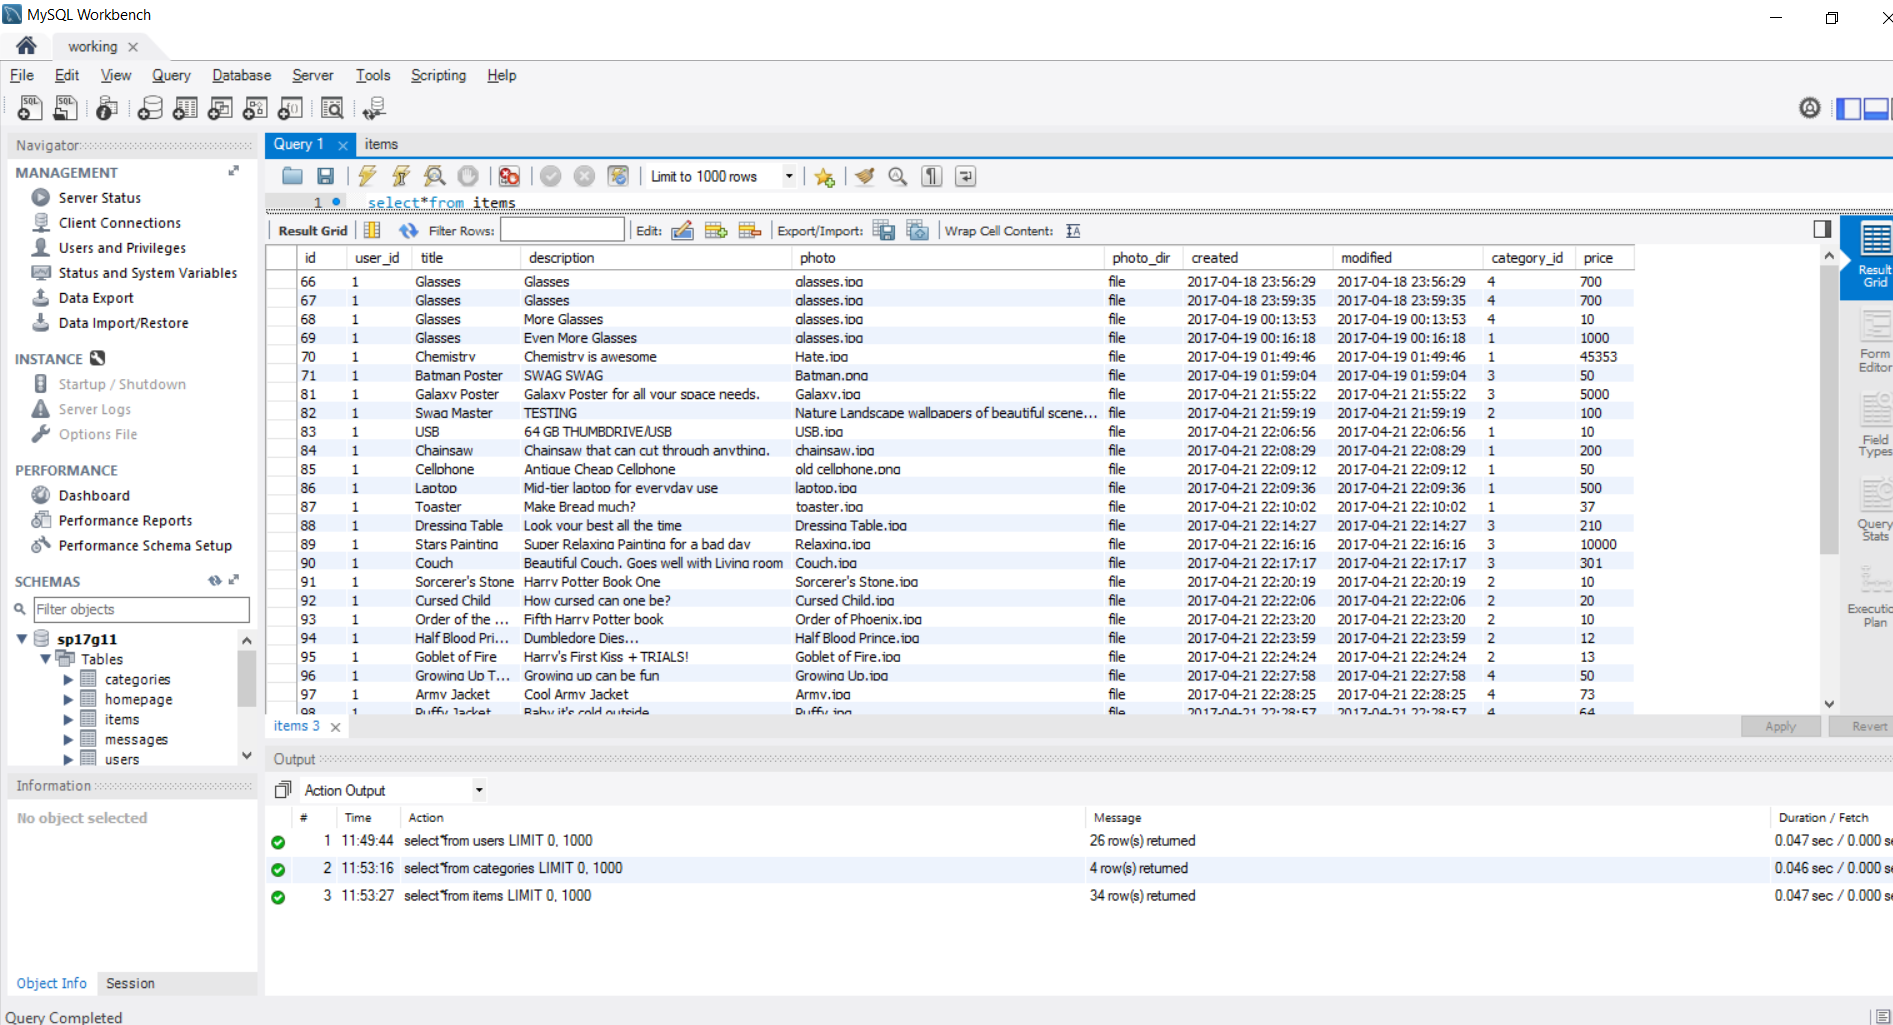 MySQL Workbench
working
File Edit View Query Database Server Tools Scripting Help
Navigator
MANAGEMENT
Server Status
Client Connections
Users and Privileges
Status and System Variables
Data Export
Data Import/Restore
INSTANCE
Startup / Shutdown
Server Logs
Options File
PERFORMANCE
Dashboard
Performance Reports
Performance Schema Setup
SCHEMAS
Filter objects
sp17g11
Tables
categories
homepage
items
messages
users
Information
No object selected
Object Info Session
Query Completed
Query 1 items
Limit to 1000 rows
1 select*from items
Result Grid Filter Rows: Edit: Export/Import: Wrap Cell Content:
id user_id title description photo photo_dir created modified category_id price
66 1 Glasses Glasses glasses.jpg file 2017-04-18 23:56:29 2017-04-18 23:56:29 4 700
67 1 Glasses Glasses glasses.jpg file 2017-04-18 23:59:35 2017-04-18 23:59:35 4 700
68 1 Glasses More Glasses glasses.jpg file 2017-04-19 00:13:53 2017-04-19 00:13:53 4 10
69 1 Glasses Even More Glasses glasses.jpg file 2017-04-19 00:16:18 2017-04-19 00:16:18 1 1000
70 1 Chemistry Chemistry is awesome Hate.jpg file 2017-04-19 01:49:46 2017-04-19 01:49:46 1 45353
71 1 Batman Poster SWAG SWAG Batman.png file 2017-04-19 01:59:04 2017-04-19 01:59:04 3 50
81 1 Galaxy Poster Galaxy Poster for all your space needs. Galaxy.jpg file 2017-04-21 21:55:22 2017-04-21 21:55:22 3 5000
82 1 Swag Master TESTING Nature Landscape wallpapers of beautiful scene... file 2017-04-21 21:59:19 2017-04-21 21:59:19 2 100
83 1 USB 64 GB THUMBDRIVE/USB USB.jpg file 2017-04-21 22:06:56 2017-04-21 22:06:56 1 10
84 1 Chainsaw Chainsaw that can cut through anything. chainsaw.jpg file 2017-04-21 22:08:29 2017-04-21 22:08:29 1 200
85 1 Cellphone Antique Cheap Cellphone old cellphone.png file 2017-04-21 22:09:12 2017-04-21 22:09:12 1 50
86 1 Laptop Mid-tier laptop for everyday use laptop.jpg file 2017-04-21 22:09:36 2017-04-21 22:09:36 1 500
87 1 Toaster Make Bread much? toaster.jpg file 2017-04-21 22:10:02 2017-04-21 22:10:02 1 37
88 1 Dressing Table Look your best all the time Dressing Table.jpg file 2017-04-21 22:14:27 2017-04-21 22:14:27 3 210
89 1 Stars Painting Super Relaxing Painting for a bad day Relaxing.jpg file 2017-04-21 22:16:16 2017-04-21 22:16:16 3 10000
90 1 Couch Beautiful Couch. Goes well with Living room Couch.jpg file 2017-04-21 22:17:17 2017-04-21 22:17:17 3 301
91 1 Sorcerer's Stone Harry Potter Book One Sorcerer's Stone.jpg file 2017-04-21 22:20:19 2017-04-21 22:20:19 2 10
92 1 Cursed Child How cursed can one be? Cursed Child.jpg file 2017-04-21 22:22:06 2017-04-21 22:22:06 2 20
93 1 Order of the ... Fifth Harry Potter book Order of Phoenix.jpg file 2017-04-21 22:23:20 2017-04-21 22:23:20 2 10
94 1 Half Blood Pri... Dumbledore Dies... Half Blood Prince.jpg file 2017-04-21 22:23:59 2017-04-21 22:23:59 2 12
95 1 Goblet of Fire Harry's First Kiss + TRIALS! Goblet of Fire.jpg file 2017-04-21 22:24:24 2017-04-21 22:24:24 2 13
96 1 Growing Up T... Growing up can be fun Growing Up.jpg file 2017-04-21 22:27:58 2017-04-21 22:27:58 4 50
97 1 Army Jacket Cool Army Jacket Army.jpg file 2017-04-21 22:28:25 2017-04-21 22:28:25 4 73
98 1 Puffy Jacket Baby it's cold outside Puffy.jpg file 2017-04-21 22:28:57 2017-04-21 22:28:57 4 64
Result
Grid
Form
Editor
Field
Types
Query
Stats
Executio
Plan
items 3 Apply Revert
Output
Action Output
# Time Action Message Duration / Fetch
1 11:49:44 select*from users LIMIT 0, 1000 26 row(s) returned 0.047 sec / 0.000 se
2 11:53:16 select*from categories LIMIT 0, 1000 4 row(s) returned 0.046 sec / 0.000 se
3 11:53:27 select*from items LIMIT 0, 1000 34 row(s) returned 0.047 sec / 0.000 se